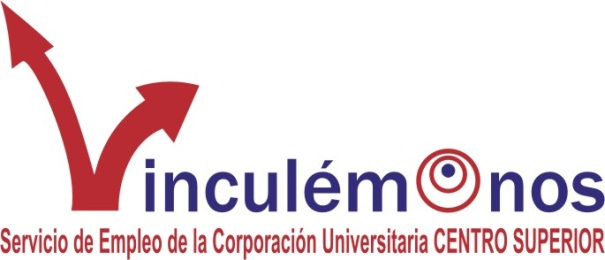 Vinculémonos
Servicio de Empleo de la Corporación Universitaria CENTRO SUPERIOR